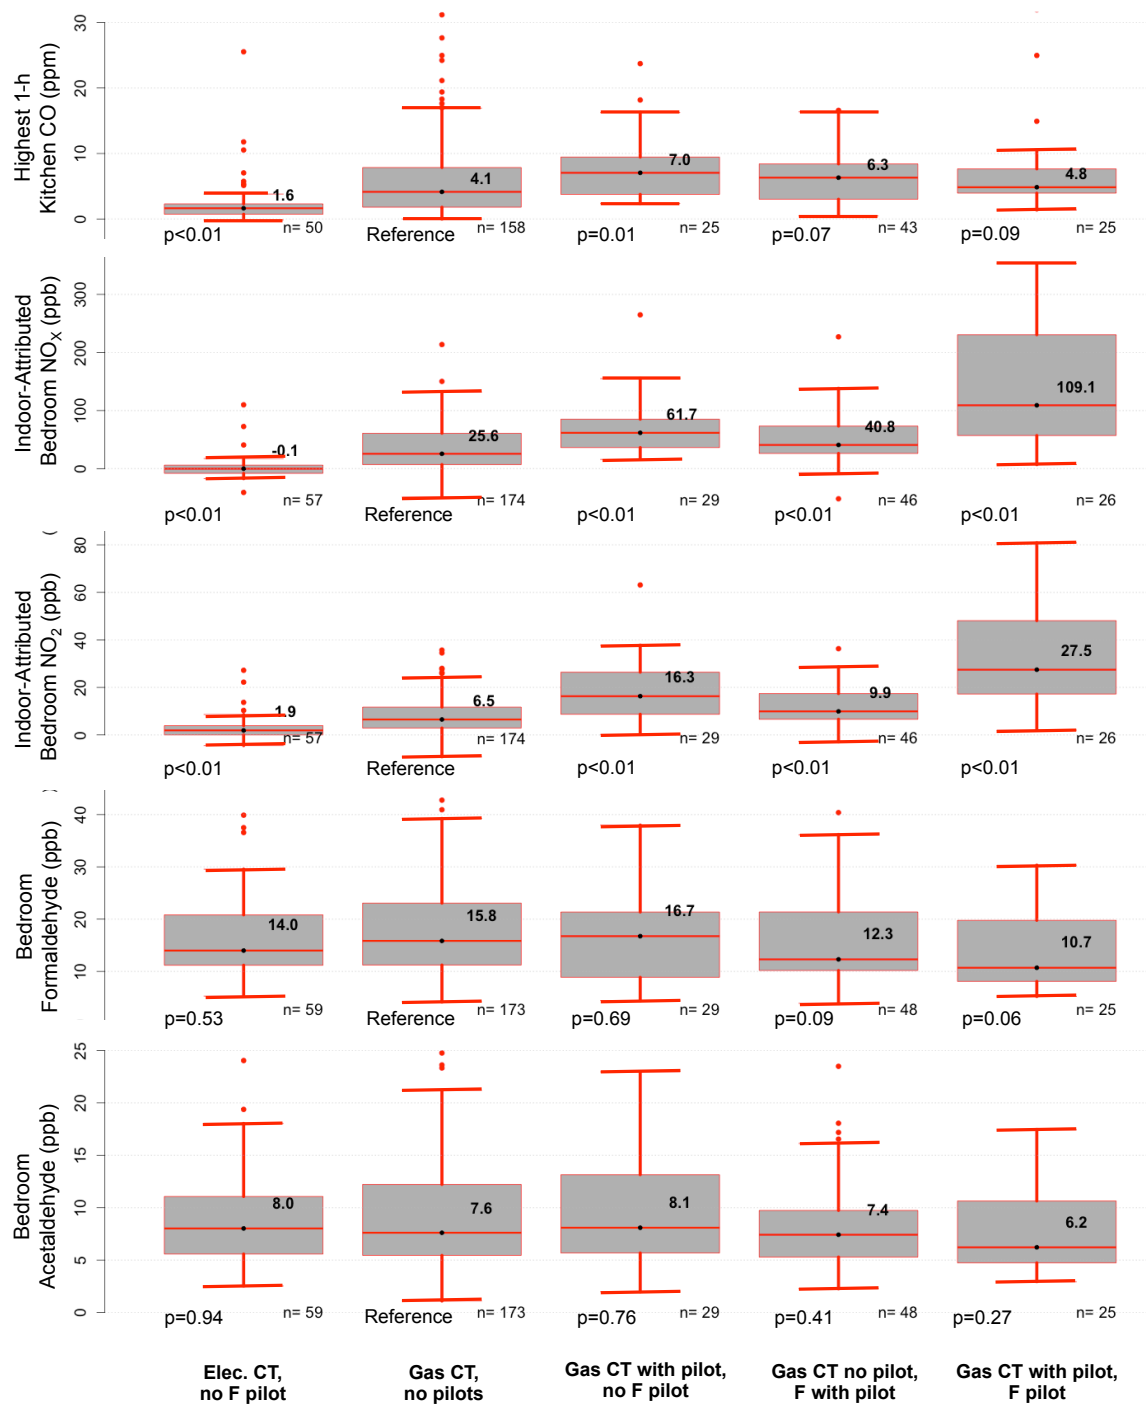 Highest 1-h
Kitchen CO (ppm)
30
20
10
0
1.6
4.1
7.0
6.3
4.8
n= 50
n= 158
n= 25
n= 43
n= 25
p<0.01
Reference
p=0.01
p=0.07
p=0.09
Indoor-Attributed
Bedroom NOX (ppb)
300
200
100
0
-0.1
25.6
61.7
40.8
109.1
n= 57
n= 174
n= 29
n= 46
n= 26
p<0.01
Reference
p<0.01
p<0.01
p<0.01
Indoor-Attributed
Bedroom NO2 (ppb)
80
60
40
20
0
1.9
6.5
16.3
9.9
27.5
n= 57
n= 174
n= 29
n= 46
n= 26
p<0.01
Reference
p<0.01
p<0.01
p<0.01
Bedroom
Formaldehyde (ppb)
40
30
20
10
14.0
15.8
16.7
12.3
10.7
n= 59
n= 173
n= 29
n= 48
n= 25
p=0.53
Reference
p=0.69
p=0.09
p=0.06
Bedroom
Acetaldehyde (ppb)
25
20
15
10
5
0
8.0
7.6
8.1
7.4
6.2
n= 59
n= 173
n= 29
n= 48
n= 25
p=0.94
Reference
p=0.76
p=0.41
p=0.27
Elec. CT,
no F pilot
Gas CT,
no pilots
Gas CT with pilot,
no F pilot
Gas CT no pilot,
F with pilot
Gas CT with pilot,
F pilot